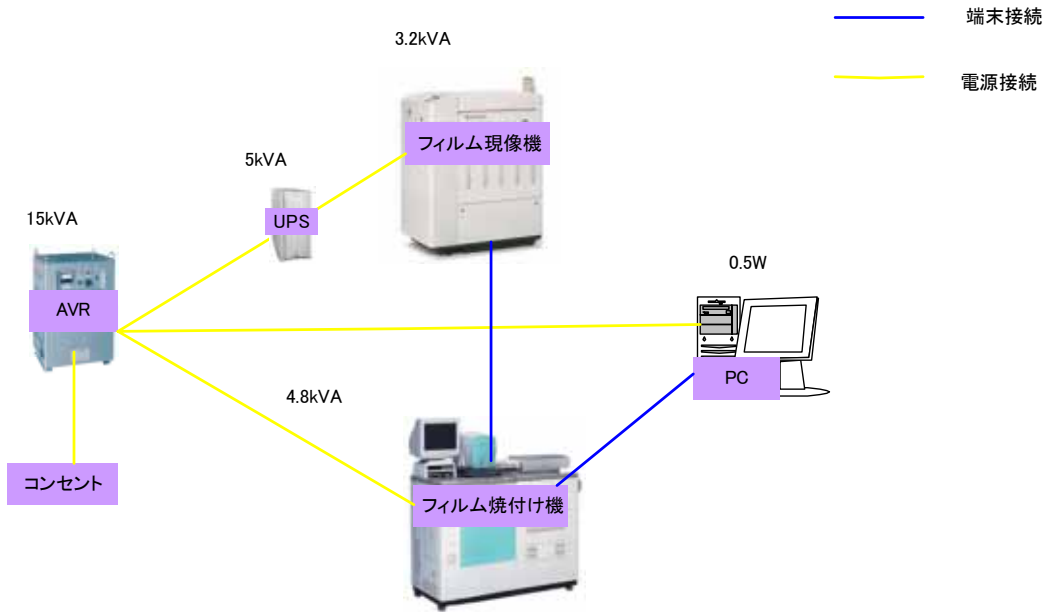 端末接続
3.2kVA
電源接続
フィルム現像機
5kVA
UPS
15kVA
0.5W
AVR
PC
4.8kVA
コンセント
フィルム焼付け機